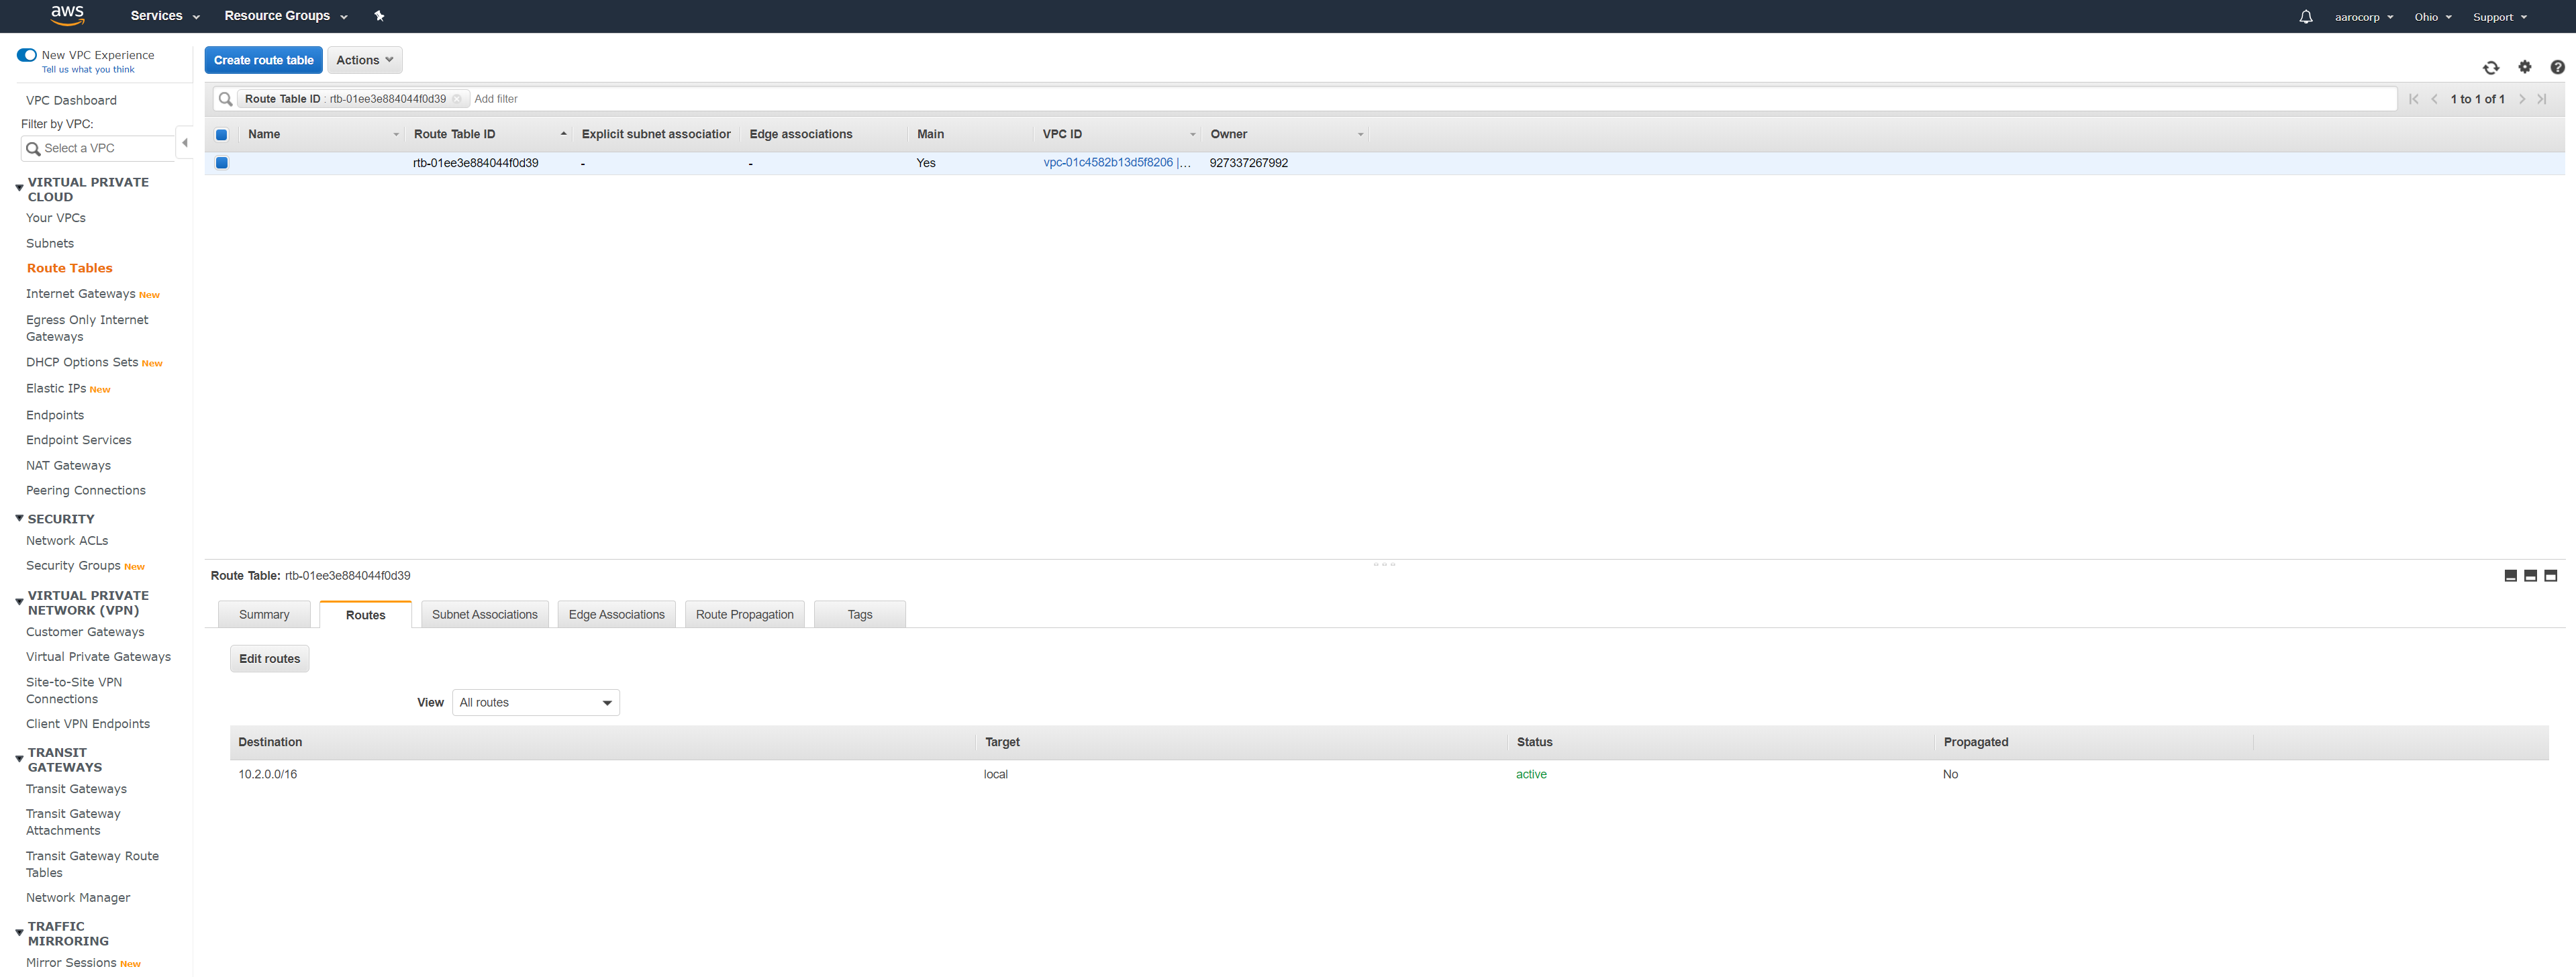 aws Services Resource Groups aarocorp Ohio Support
New VPC Experience
Tell us what you think
VPC Dashboard
Filter by VPC:
Select a VPC
VIRTUAL PRIVATE
CLOUD
Your VPCs
Subnets
Route Tables
Internet Gateways New
Egress Only Internet
Gateways
DHCP Options Sets New
Elastic IPs New
Endpoints
Endpoint Services
NAT Gateways
Peering Connections
SECURITY
Network ACLs
Security Groups New
VIRTUAL PRIVATE
NETWORK (VPN)
Customer Gateways
Virtual Private Gateways
Site-to-Site VPN
Connections
Client VPN Endpoints
TRANSIT
GATEWAYS
Transit Gateways
Transit Gateway
Attachments
Transit Gateway Route
Tables
Network Manager
TRAFFIC
MIRRORING
Mirror Sessions New
Create route table Actions
Route Table ID : rtb-01ee3e884044f0d39 Add filter 1 to 1 of 1
Name Route Table ID Explicit subnet association Edge associations Main VPC ID Owner
rtb-01ee3e884044f0d39 - - Yes vpc-01c4582b13d5f8206 |... 927337267992
Route Table: rtb-01ee3e884044f0d39
Summary Routes Subnet Associations Edge Associations Route Propagation Tags
Edit routes
View All routes
Destination Target Status Propagated
10.2.0.0/16 local active No